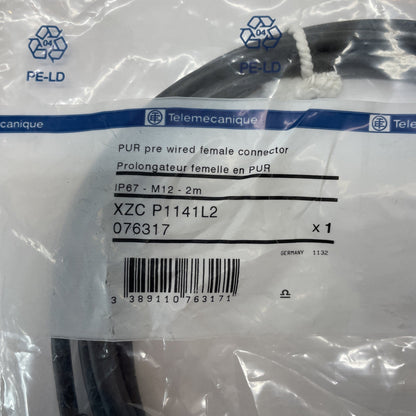 04
PE-LD
04
PE-LD
mecanique
Telemecanique
PUR pre wired female connector
Prolongateur femelle en PUR
IP67 - M12 - 2m
XZC P1141L2
076317
x 1
GERMANY 1132
3 389110 763171